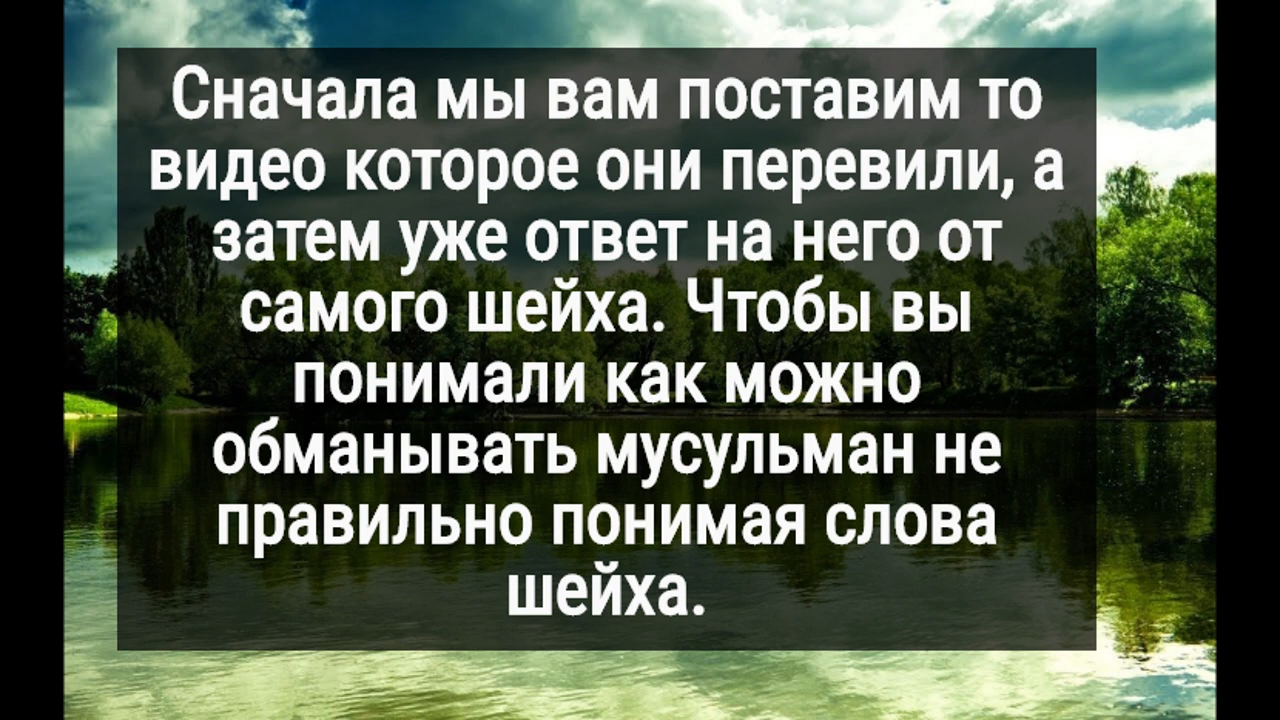 Сначала мы вам поставим то
видео которое они перевили, а
затем уже ответ на него от
самого шейха. Чтобы вы
понимали как можно
обманывать мусульман не
правильно понимая слова
шейха.